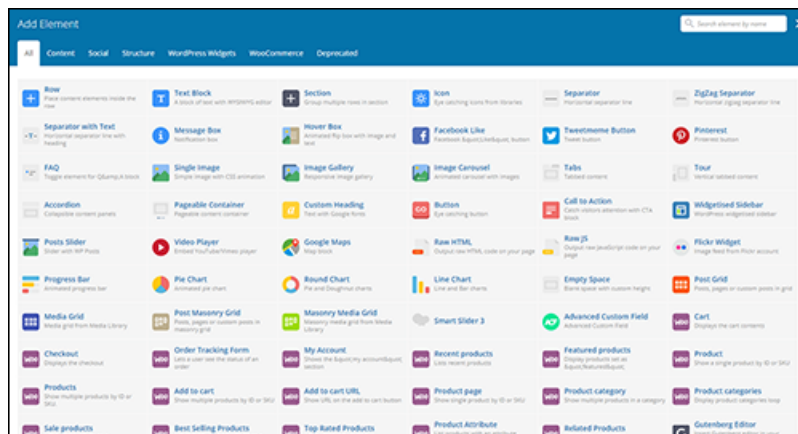 Add Element
Search element by name
All Content Social Structure WordPress Widgets WooCommerce Deprecated
Row
Place content elements inside the row
Text Block
A block of text with WYSIWYG editor
Section
Group multiple rows in section
Icon
Eye catching icons from libraries
Separator
Horizontal separator line
ZigZag Separator
Horizontal zigzag separator line
Separator with Text
Horizontal separator line with heading
Message Box
Notification box
Hover Box
Animated flip box with image and text
Facebook Like
Facebook &quot;Like&quot; button
Tweetmeme Button
Tweet button
Pinterest
Pinterest button
FAQ
Toggle element for Q&amp;A block
Single Image
Simple image with CSS animation
Image Gallery
Responsive image gallery
Image Carousel
Animated carousel with images
Tabs
Tabbed content
Tour
Vertical tabbed content
Accordion
Collapsible content panels
Pageable Container
Pageable content container
Custom Heading
Text with Google fonts
GO
Button
Eye catching button
Call to Action
Catch visitors attention with CTA block
Widgetised Sidebar
WordPress widgetised sidebar
Posts Slider
Slider with WP Posts
Video Player
Embed YouTube/Vimeo player
Google Maps
Map block
Raw HTML
Output raw HTML code on your page
Raw JS
Output raw JavaScript code on your page
Flickr Widget
Image feed from Flickr account
Progress Bar
Animated progress bar
Pie Chart
Animated pie chart
Round Chart
Pie and Doughnut charts
Line Chart
Line and Bar charts
Empty Space
Blank space with custom height
Post Grid
Posts, pages or custom posts in grid
Media Grid
Media grid from Media Library
Post Masonry Grid
Posts, pages or custom posts in masonry grid
Masonry Media Grid
Masonry media grid from Media Library
Smart Slider 3
Advanced Custom Field
Advanced Custom Field
Cart
Displays the cart contents
Checkout
Displays the checkout
Order Tracking Form
Lets a user see the status of an order
My Account
Shows the &quot;my account&quot; section
Recent products
Lists recent products
Featured products
Display products set as &quot;featured&quot;
Product
Show a single product by ID or SKU
Products
Show multiple products by ID or SKU
Add to cart
Show multiple products by ID or SKU
Add to cart URL
Show URL on the add to cart button
Product page
Show single product by ID or SKU
Product category
Show multiple products in a category
Product categories
Display product categories loop
Sale products
Best Selling Products
Top Rated Products
Product Attribute
Related Products
Gutenberg Editor